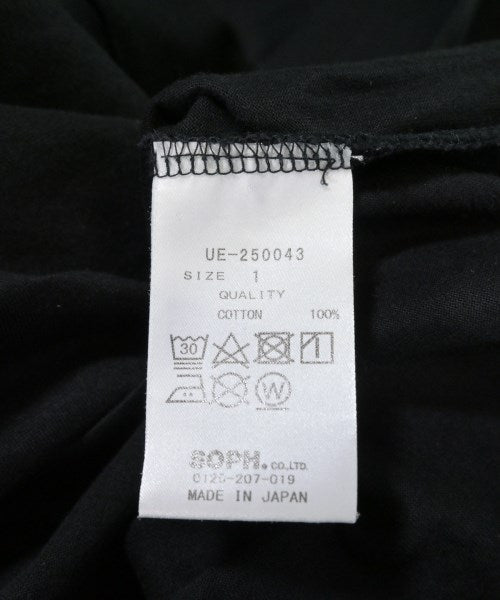 UE-250043
SIZE 1
QUALITY
COTTON 100%
30
W
SOPH. CO.,LTD.
0125-207-019
MADE IN JAPAN